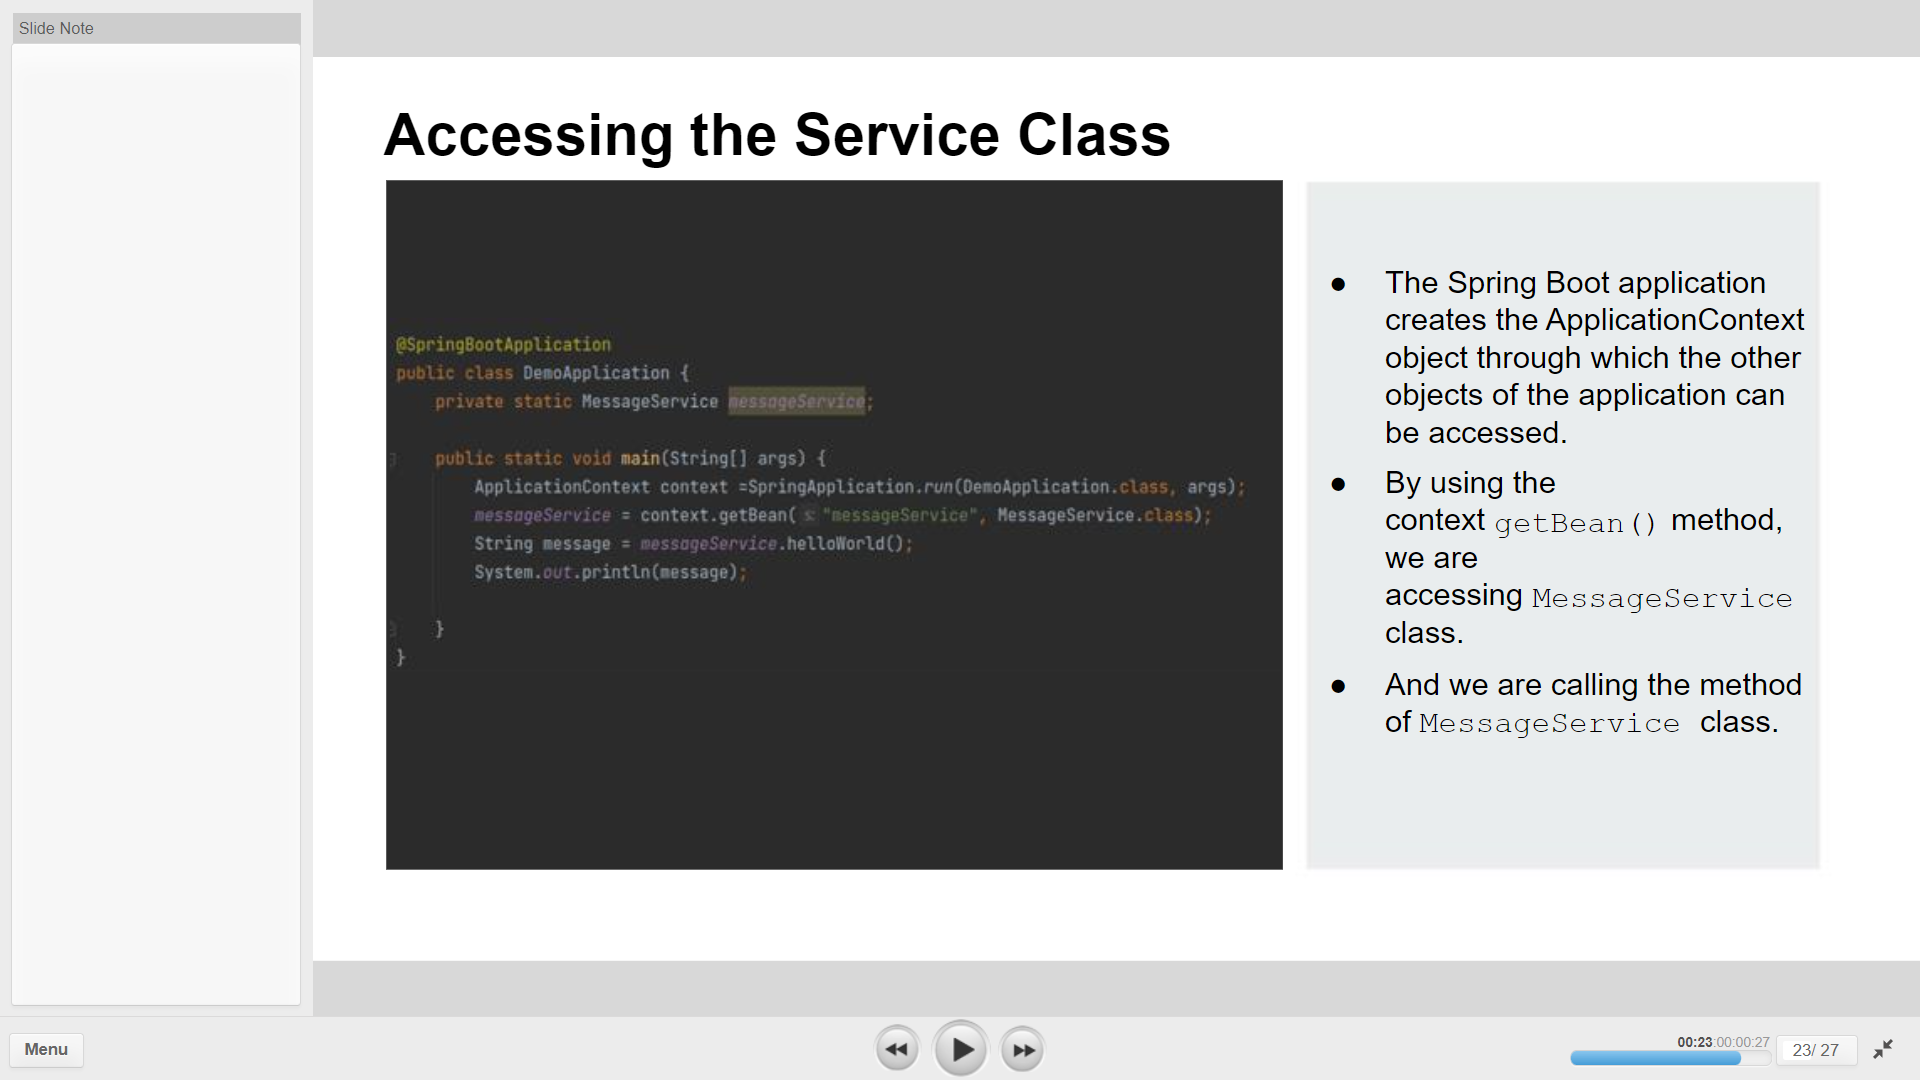 Slide Note
Accessing the Service Class
@SpringBootApplication
public class DemoApplication {
private static MessageService messageService;
public static void main(String[] args) {
ApplicationContext context =SpringApplication.run(DemoApplication.class, args);
messageService = context.getBean( s: "messageService", MessageService.class);
String message = messageService.helloWorld();
System.out.println(message);
}
}
● The Spring Boot application
creates the ApplicationContext
object through which the other
objects of the application can
be accessed.
● By using the
context getBean() method,
we are
accessing MessageService
class.
● And we are calling the method
of MessageService class.
Menu
00:23:00:00:27
23/ 27